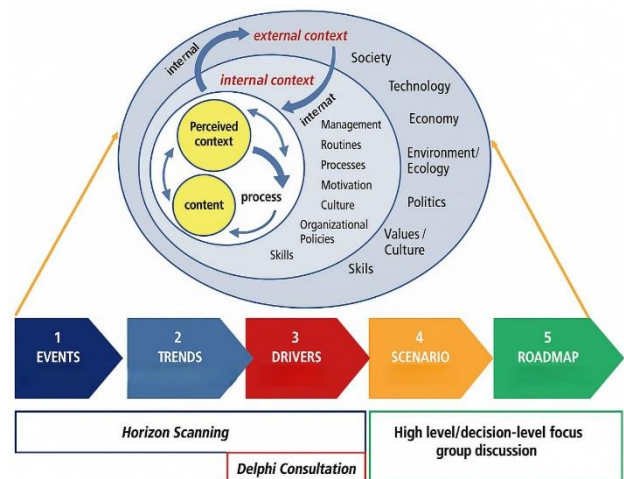 external context
internal
Society
internal context
Technology
internat
Perceived
context
Management
Economy
Routines
Processes
Environment/
Ecology
Motivation
content
process
Culture
Politics
Organizational
Policies
Values /
Culture
Skills
Skils
1
EVENTS
2
TRENDS
3
DRIVERS
4
SCENARIO
5
ROADMAP
Horizon Scanning
High level/decision-level focus
group discussion
Delphi Consultation